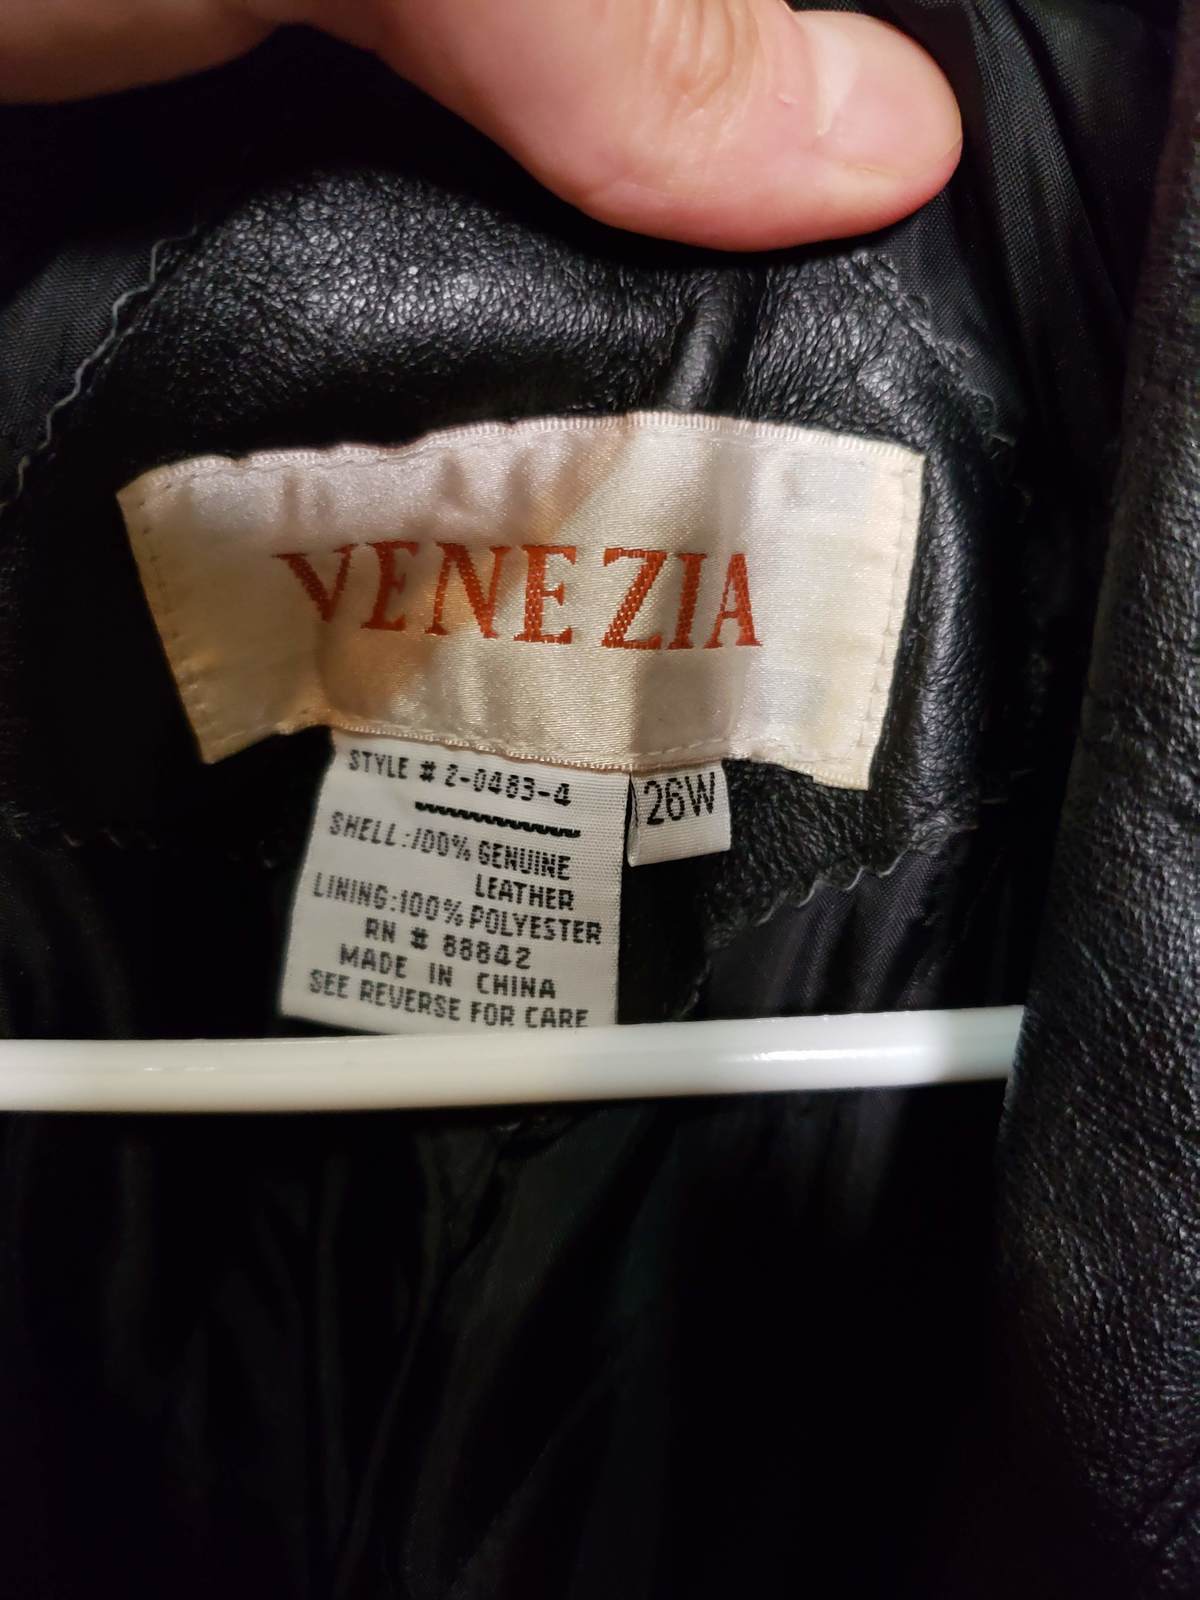 VENEZIA
STYLE # 2-0483-4
26W
SHELL:100% GENUINE
LEATHER
LINING:100% POLYESTER
RN # 88842
MADE IN CHINA
SEE REVERSE FOR CARE